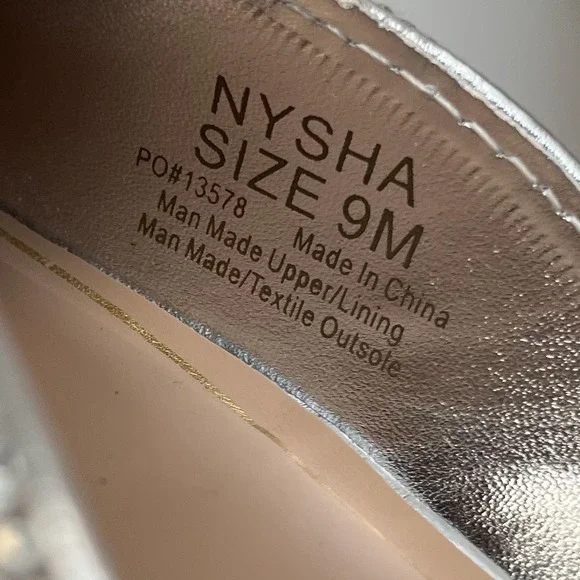 NYSHA
SIZE 9M
PO#13578 Made In China
Man Made Upper/Lining
Man Made/Textile Outsole